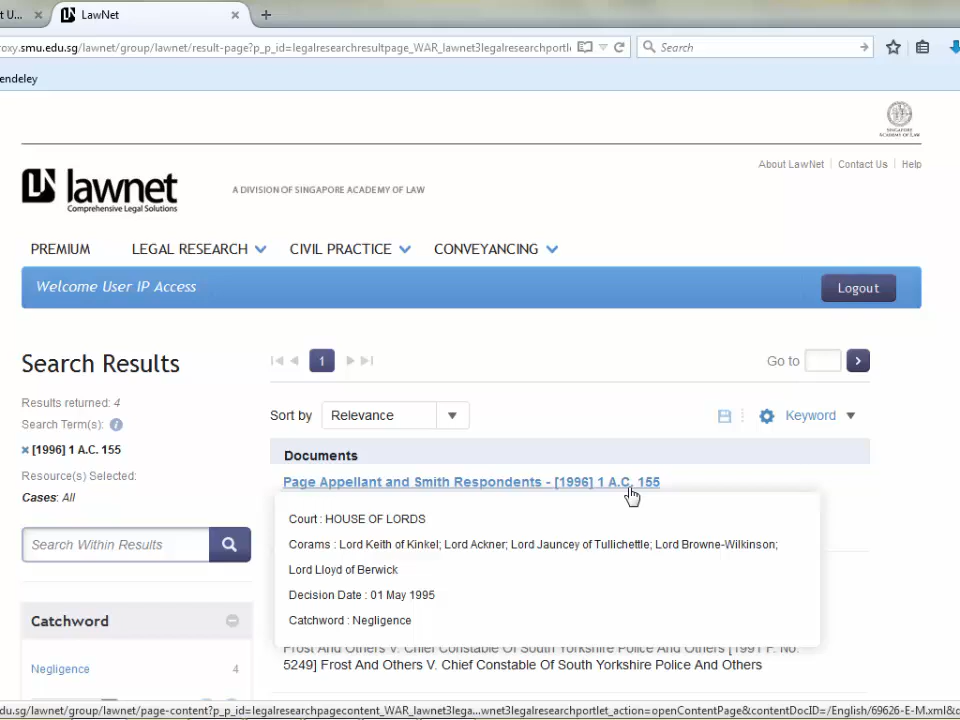 t U...
LawNet
oxy.smu.edu.sg/lawnet/group/lawnet/result-page?p_p_id=legalresearchresultpage_WAR_lawnet3legalresearchportle
Search
endeley
SINGAPORE
ACADEMY OF LAW
About LawNet
Contact Us
Help
lawnet
Comprehensive Legal Solutions
A DIVISION OF SINGAPORE ACADEMY OF LAW
PREMIUM
LEGAL RESEARCH
CIVIL PRACTICE
CONVEYANCING
Welcome User IP Access
Logout
Search Results
1
Go to
Results returned: 4
Search Term(s):
[1996] 1 A.C. 155
Resource(s) Selected:
Cases: All
Search Within Results
Sort by
Relevance
Keyword
Documents
Page Appellant and Smith Respondents - [1996] 1 A.C. 155
Court : HOUSE OF LORDS
Corams : Lord Keith of Kinkel; Lord Ackner; Lord Jauncey of Tullichettle; Lord Browne-Wilkinson;
Lord Lloyd of Berwick
Decision Date : 01 May 1995
Catchword : Negligence
Frost And Others V. Chief Constable Of South Yorkshire Police And Others [1991 F. No.
5249] Frost And Others V. Chief Constable Of South Yorkshire Police And Others
Catchword
Negligence
4
du.sg/lawnet/group/lawnet/page-content?p_p_id=legalresearchpagecontent_WAR_lawnet3lega...wnet3legalresearchportlet_action=openContentPage&contentDocID=/English/69626-E-M.xml&c